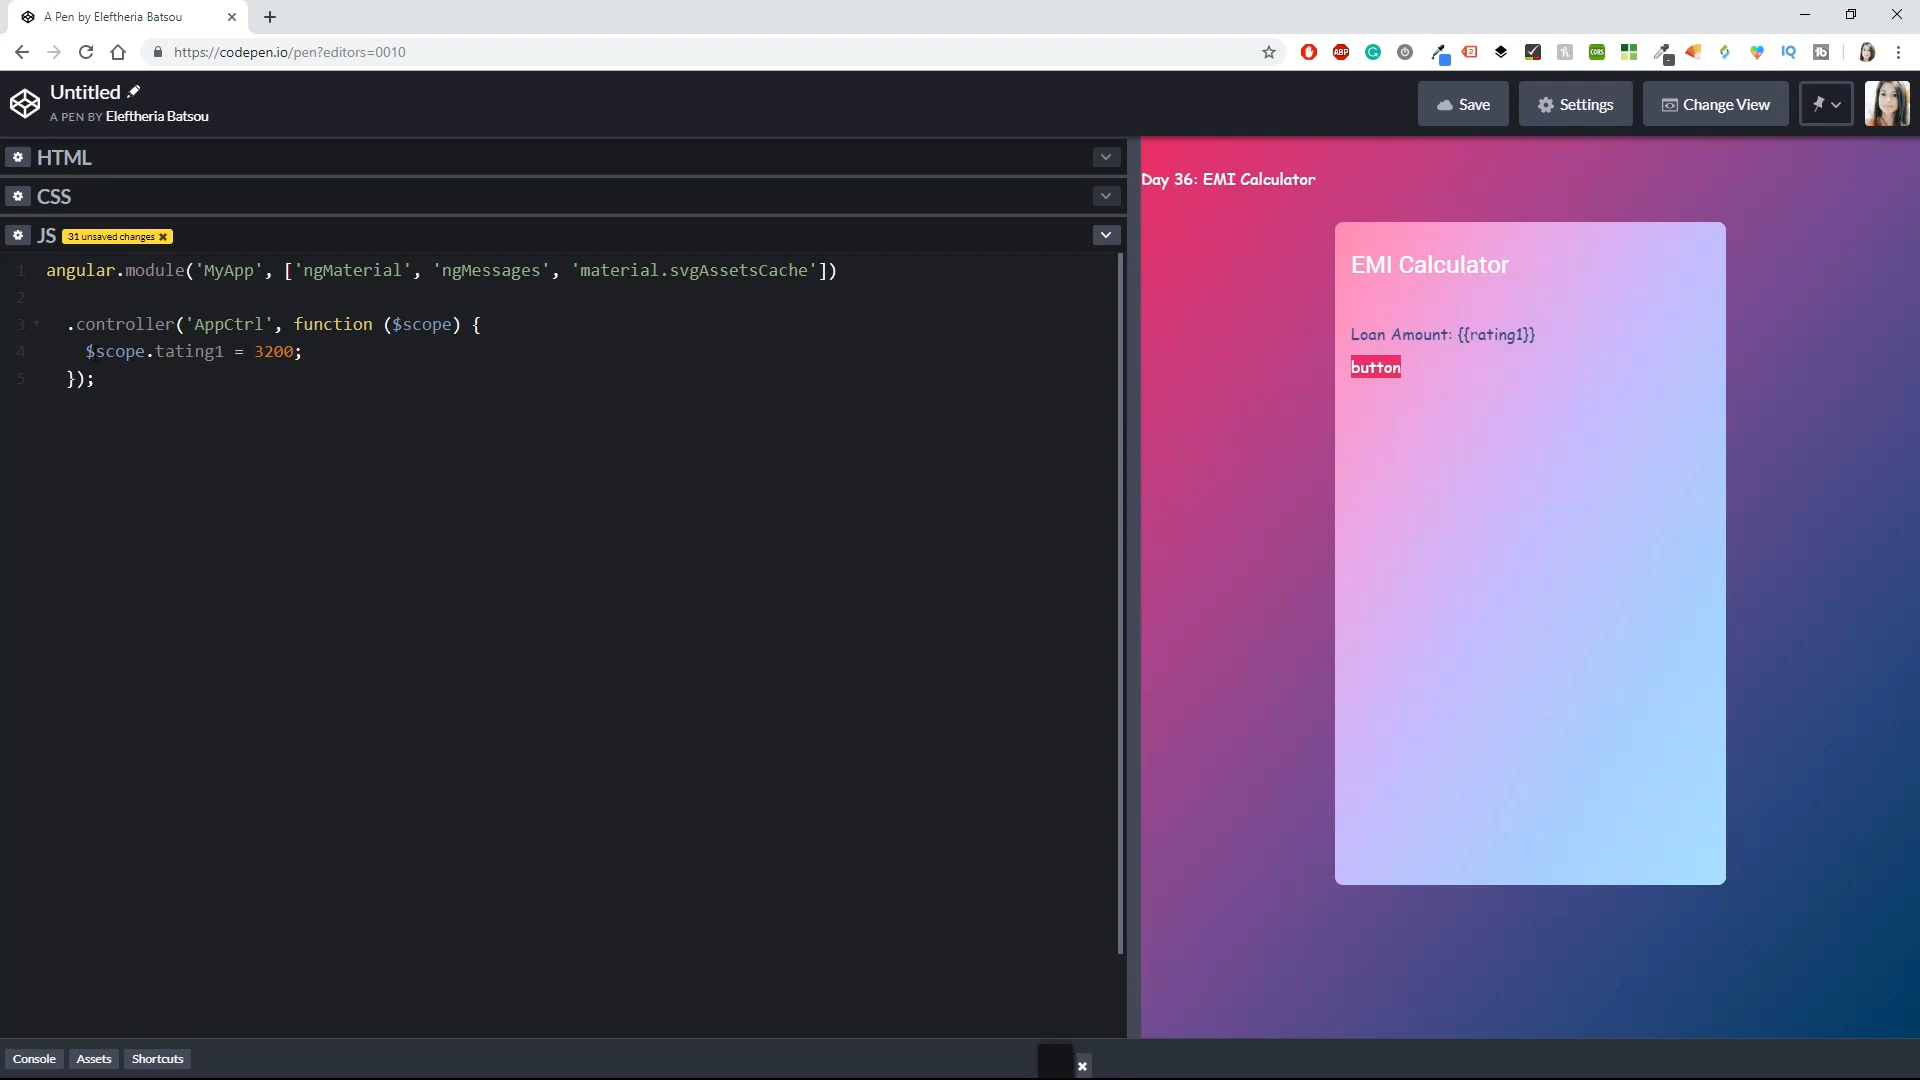 A Pen by Eleftheria Batsou
https://codepen.io/pen?editors=0010
Untitled
A PEN BY Eleftheria Batsou
Save
Settings
Change View
HTML
CSS
JS
31 unsaved changes
1 angular.module('MyApp', ['ngMaterial', 'ngMessages', 'material.svgAssetsCache'])
2
3 .controller('AppCtrl', function ($scope) {
4 $scope.tating1 = 3200;
5 });
Day 36: EMI Calculator
EMI Calculator
Loan Amount: {{rating1}}
button
Console
Assets
Shortcuts